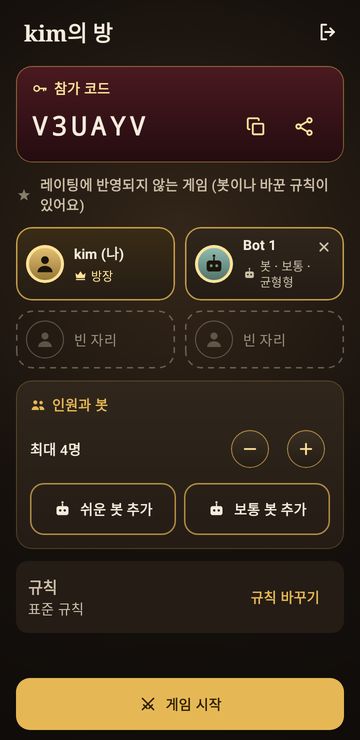 kim의 방
참가 코드
V3UAYV
레이팅에 반영되지 않는 게임 (봇이나 바꾼 규칙이
있어요)
kim (나)
방장
Bot 1
봇 · 보통 ·
균형형
빈 자리
빈 자리
인원과 봇
최대 4명
쉬운 봇 추가
보통 봇 추가
규칙
표준 규칙
규칙 바꾸기
게임 시작